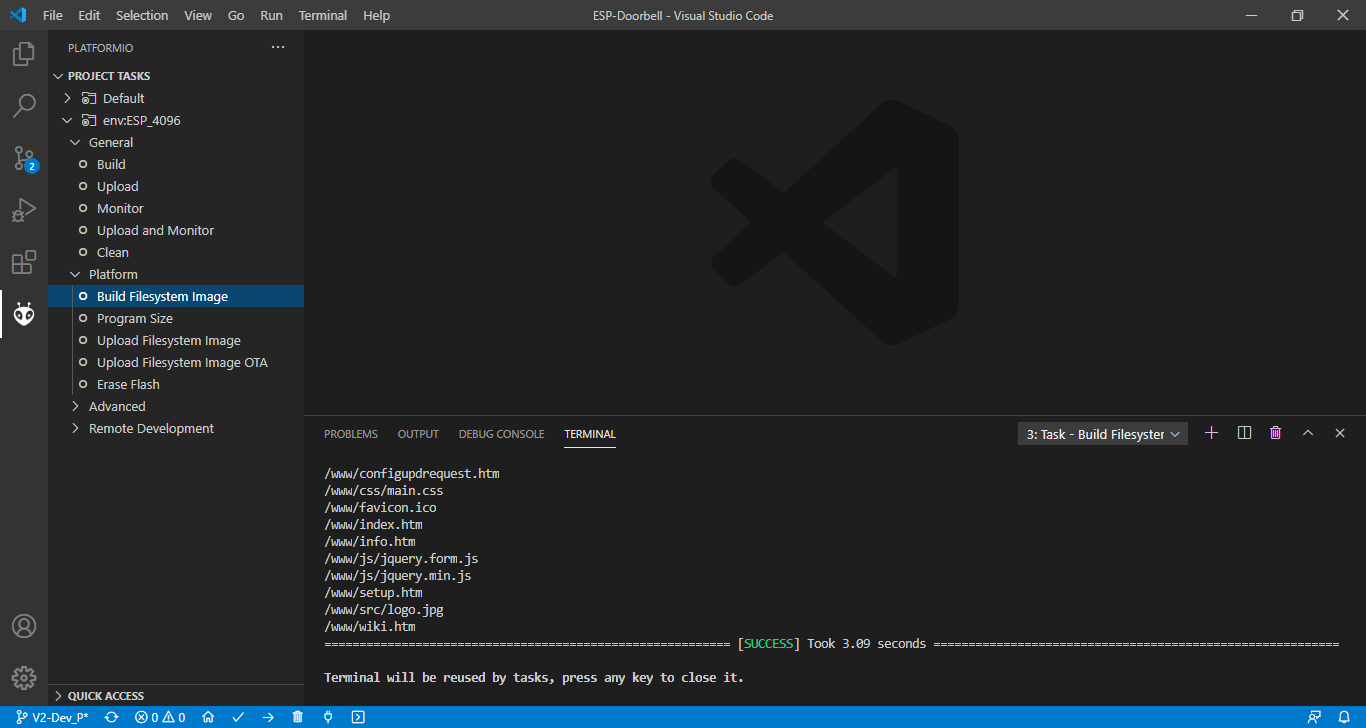 File Edit Selection View Go Run Terminal Help
ESP-Doorbell - Visual Studio Code
PLATFORMIO
PROJECT TASKS
Default
env:ESP_4096
General
Build
Upload
Monitor
Upload and Monitor
Clean
Platform
Build Filesystem Image
Program Size
Upload Filesystem Image
Upload Filesystem Image OTA
Erase Flash
Advanced
Remote Development
QUICK ACCESS
2
PROBLEMS OUTPUT DEBUG CONSOLE TERMINAL
3: Task - Build Filesyster
/www/configupdrequest.htm
/www/css/main.css
/www/favicon.ico
/www/index.htm
/www/info.htm
/www/js/jquery.form.js
/www/js/jquery.min.js
/www/setup.htm
/www/src/logo.jpg
/www/wiki.htm
========================================================== [SUCCESS] Took 3.09 seconds ==========================================================
Terminal will be reused by tasks, press any key to close it.
V2-Dev_P* 0 0